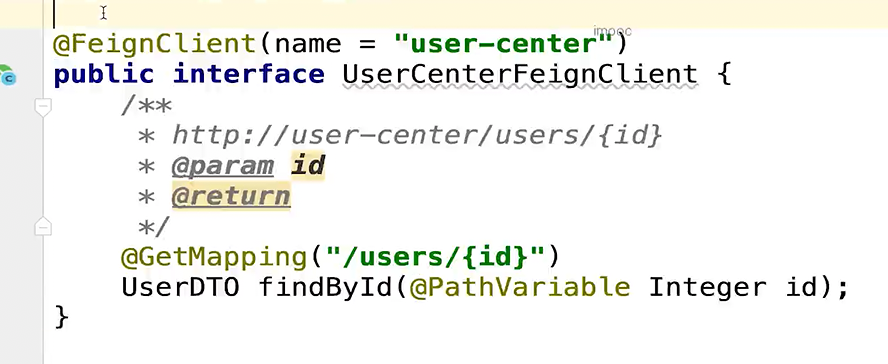 imooc
@FeignClient(name = "user-center")
public interface UserCenterFeignClient {
/**
* http://user-center/users/{id}
* @param id
* @return
*/
@GetMapping("/users/{id}")
UserDTO findById(@PathVariable Integer id);
}